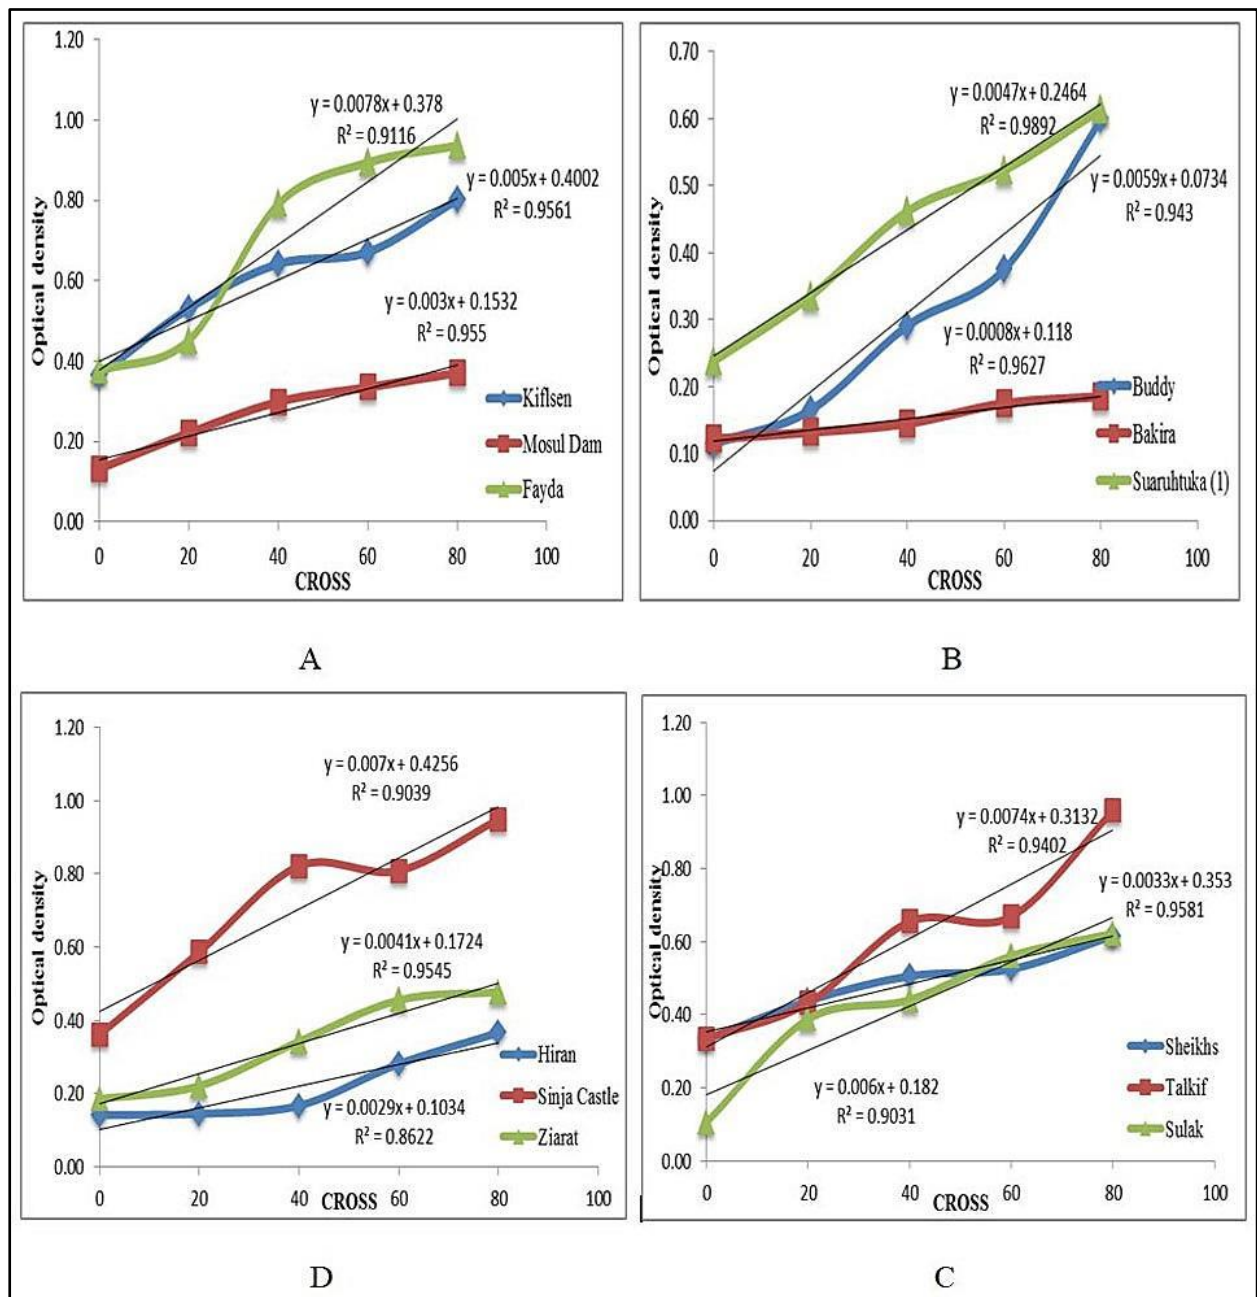 1.20
1.00
0.80
0.60
0.40
0.20
0.00
Optical density
y = 0.0078x + 0.378
R² = 0.9116
y = 0.005x + 0.4002
R² = 0.9561
y = 0.003x + 0.1532
R² = 0.955
Kiflsen
Mosul Dam
Fayda
0 20 40 60 80 100
CROSS
A
0.70
0.60
0.50
0.40
0.30
0.20
0.10
0.00
Optical density
y = 0.0047x + 0.2464
R² = 0.9892
y = 0.0059x + 0.0734
R² = 0.943
y = 0.0008x + 0.118
R² = 0.9627
Buddy
Bakira
Suaruhtuka (1)
0 20 40 60 80 100
CROSS
B
1.20
1.00
0.80
0.60
0.40
0.20
0.00
Optical density
y = 0.007x + 0.4256
R² = 0.9039
y = 0.0041x + 0.1724
R² = 0.9545
y = 0.0029x + 0.1034
R² = 0.8622
Hiran
Sinja Castle
Ziarat
0 20 40 60 80 100
CROSS
D
1.20
1.00
0.80
0.60
0.40
0.20
0.00
Optical density
y = 0.0074x + 0.3132
R² = 0.9402
y = 0.0033x + 0.353
R² = 0.9581
y = 0.006x + 0.182
R² = 0.9031
Sheikhs
Talkif
Sulak
0 20 40 60 80 100
CROSS
C